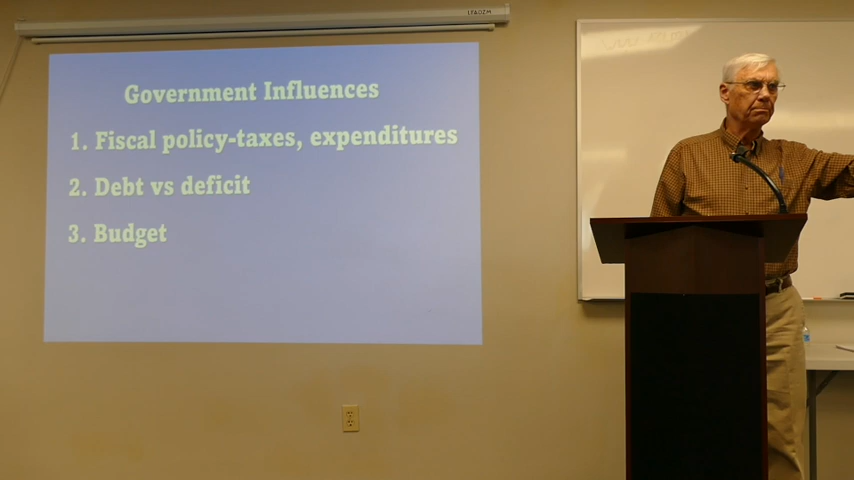 Government Influences
1. Fiscal policy-taxes, expenditures
2. Debt vs deficit
3. Budget